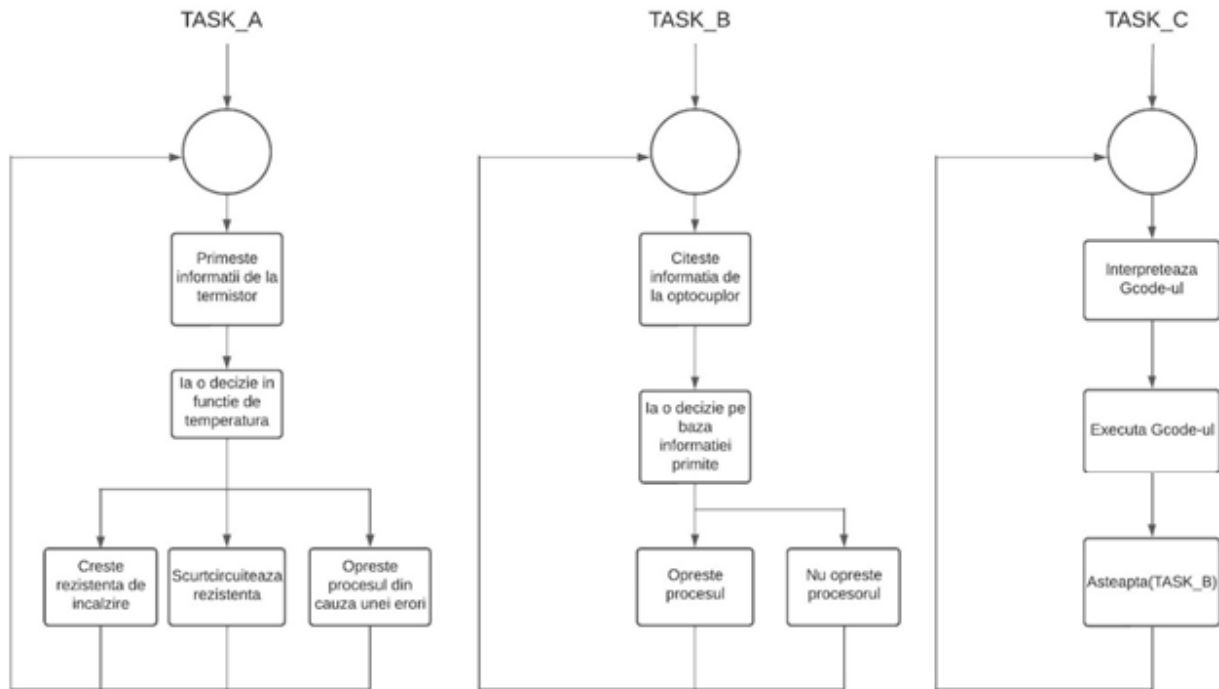 TASK_A
Primeste
informatii de la
termistor
Ia o decizie in
functie de
temperatura
Creste
rezistenta de
incalzire
Scurtcircuiteaza
rezistenta
Opreste
procesul din
cauza unei erori
TASK_B
Citeste
informatia de
la optocuplor
Ia o decizie pe
baza
informatiei
primite
Opreste
procesul
Nu opreste
procesorul
TASK_C
Interpreteaza
Gcode-ul
Executa Gcode-ul
Asteapta(TASK_B)